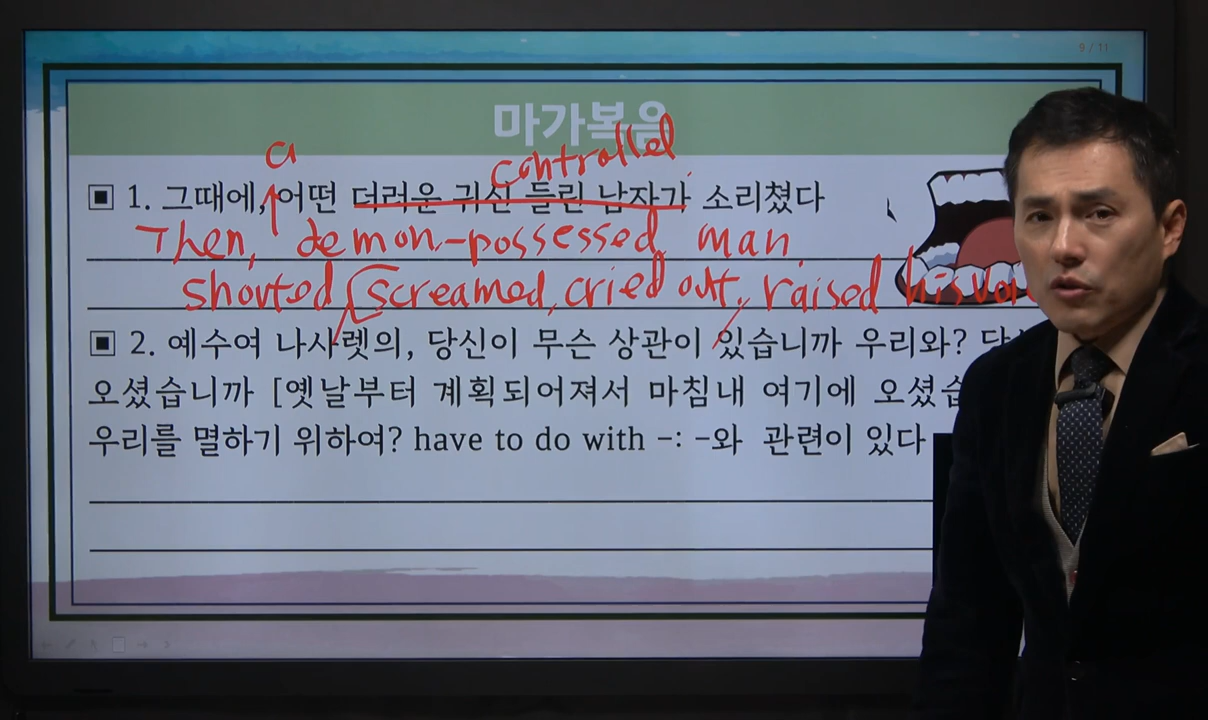 9 / 11
마가복음
a
controlled
1. 그때에, 어떤 더러운 귀신 들린 남자가 소리쳤다
Then, demon-possessed man
shouted [screamed, cried out, raised his
2. 예수여 나사렛의, 당신이 무슨 상관이 있습니까 우리와?
오셨습니까 [옛날부터 계획되어져서 마침내 여기에
우리를 멸하기 위하여? have to do with -: -와 관련이 있다